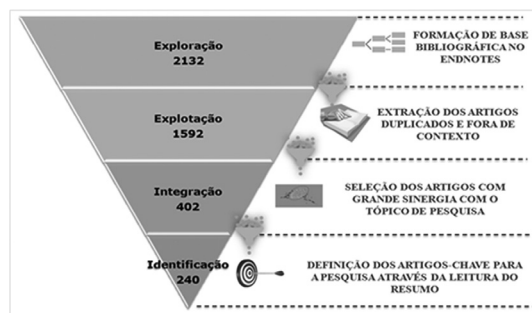 Exploração
2132
FORMAÇÃO DE BASE
BIBLIOGRÁFICA NO
ENDNOTES
Explotação
1592
EXTRAÇÃO DOS ARTIGOS
DUPLICADOS E FORA DE
CONTEXTO
Integração
402
SELEÇÃO DOS ARTIGOS COM
GRANDE SINERGIA COM O
TÓPICO DE PESQUISA
Identificação
240
DEFINIÇÃO DOS ARTIGOS-CHAVE PARA
A PESQUISA ATRAVÉS DA LEITURA DO
RESUMO